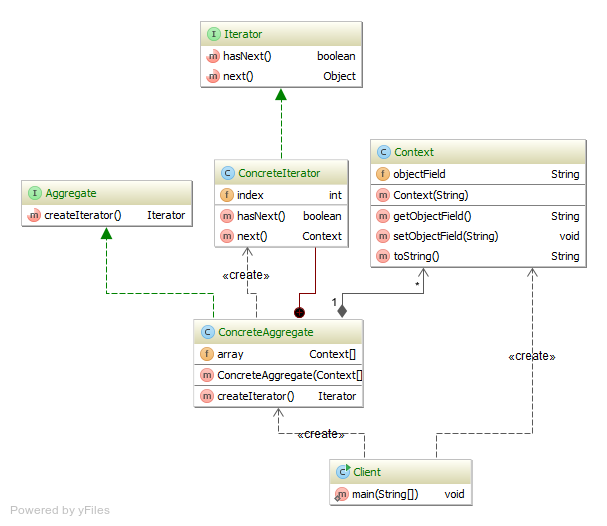 I Iterator
m hasNext() boolean
m next() Object
C ConcreteIterator
f index int
m hasNext() boolean
m next() Context
C Context
f objectField String
m Context(String)
m getObjectField() String
m setObjectField(String) void
m toString() String
I Aggregate
m createIterator() Iterator
«create»
1
*
C ConcreteAggregate
f array Context[]
m ConcreteAggregate(Context[]
m createIterator() Iterator
«create»
«create»
C Client
m main(String[]) void
Powered by yFiles